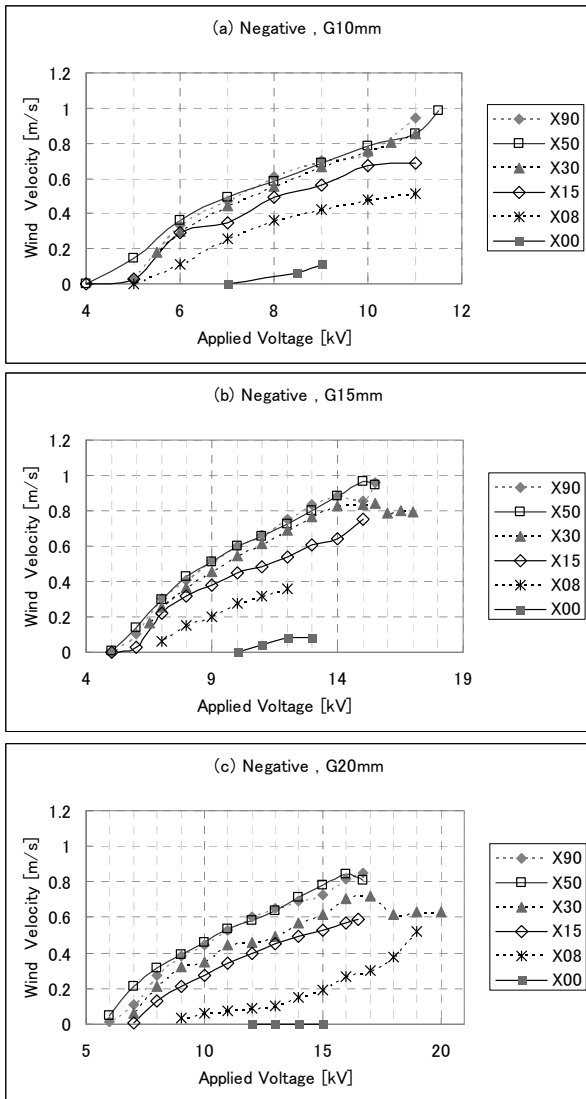 (a) Negative , G10mm
1.2
1
0.8
0.6
0.4
0.2
0
Wind Velocity [m/s]
4 6 8 10 12
Applied Voltage [kV]
X90
X50
X30
X15
X08
X00
(b) Negative , G15mm
1.2
1
0.8
0.6
0.4
0.2
0
Wind Velocity [m/s]
4 9 14 19
Applied Voltage [kV]
X90
X50
X30
X15
X08
X00
(c) Negative , G20mm
1.2
1
0.8
0.6
0.4
0.2
0
Wind Velocity [m/s]
5 10 15 20
Applied Voltage [kV]
X90
X50
X30
X15
X08
X00